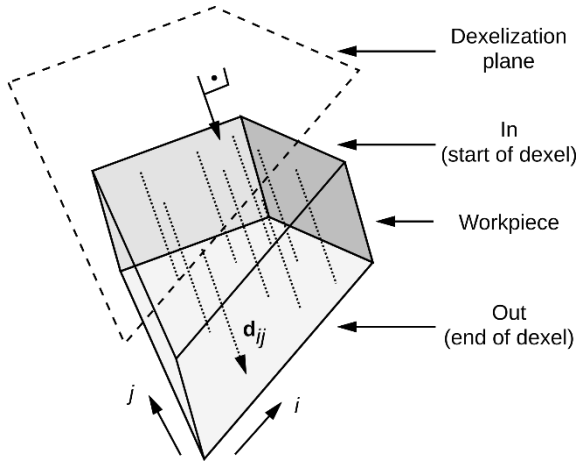 Dexelization
plane
In
(start of dexel)
Workpiece
Out
(end of dexel)
d_ij
j
i